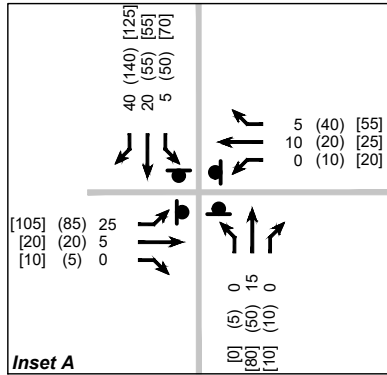 40 (140) [125]
20 (55) [55]
5 (50) [70]
5 (40) [55]
10 (20) [25]
0 (10) [20]
[105] (85) 25
[20] (20) 5
[10] (5) 0
[0] (5) 0
[80] (50) 15
[10] (10) 0
Inset A